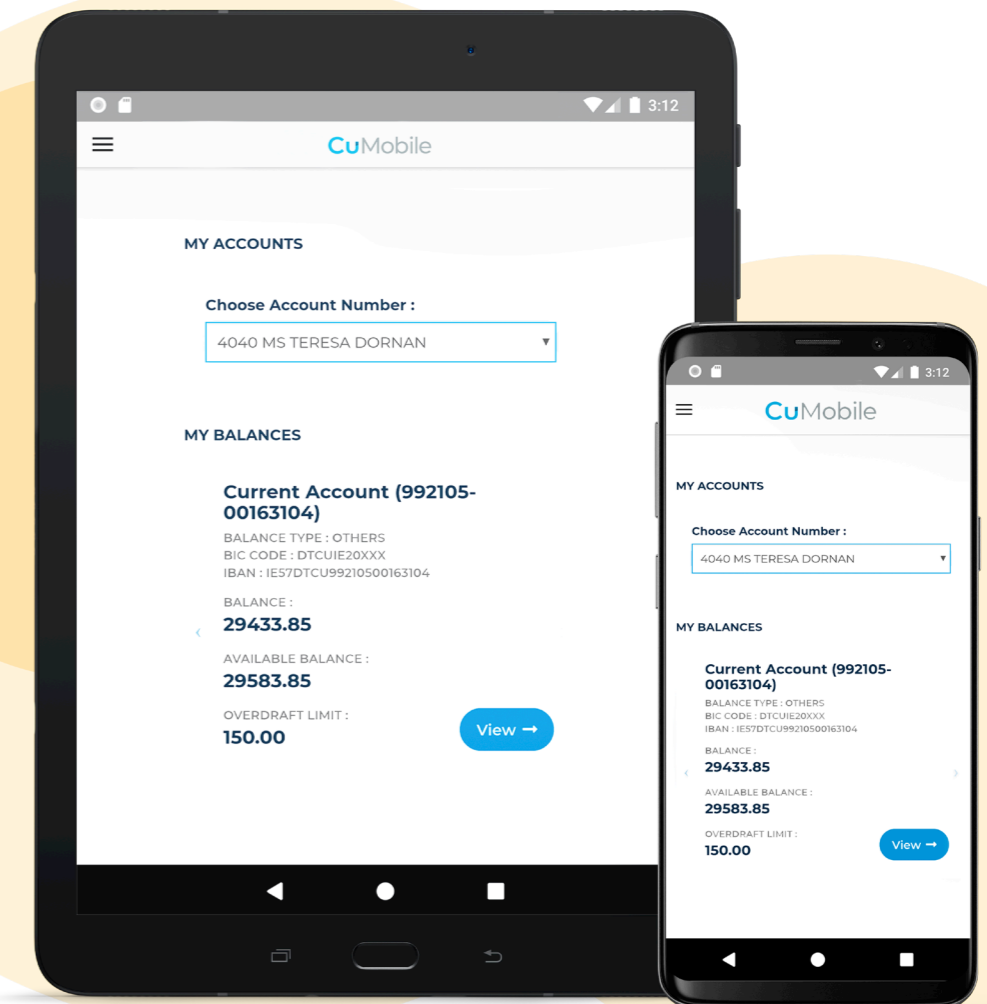 3:12
CuMobile
MY ACCOUNTS
Choose Account Number :
4040 MS TERESA DORNAN
MY BALANCES
Current Account (992105-
00163104)
BALANCE TYPE : OTHERS
BIC CODE : DTCUIE20XXX
IBAN : IE57DTCU99210500163104
BALANCE :
29433.85
AVAILABLE BALANCE :
29583.85
OVERDRAFT LIMIT :
150.00
View →
3:12
CuMobile
MY ACCOUNTS
Choose Account Number :
4040 MS TERESA DORNAN
MY BALANCES
Current Account (992105-
00163104)
BALANCE TYPE : OTHERS
BIC CODE : DTCUIE20XXX
IBAN : IE57DTCU99210500163104
BALANCE :
29433.85
AVAILABLE BALANCE :
29583.85
OVERDRAFT LIMIT :
150.00
View →